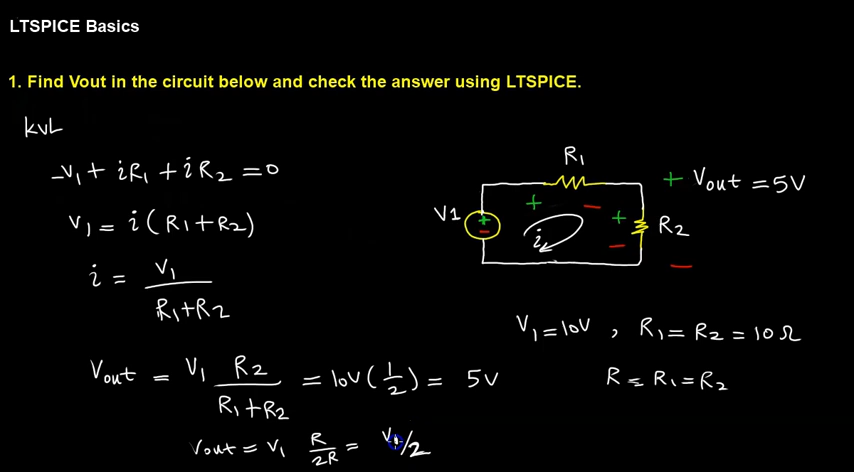 LTSPICE Basics
1. Find Vout in the circuit below and check the answer using LTSPICE.
KVL
-V₁ + iR₁ + iR₂ = 0
V₁ = i(R₁+R₂)
i = V₁ / R₁+R₂
Vout = V₁ R₂ / R₁+R₂ = 10V (1/2) = 5V
Vout = V₁ R/2R = V₁/2
R₁
+ Vout = 5V
V1 + - + - i + - R₂
-
V₁ = 10V , R₁ = R₂ = 10 Ω
R = R₁ = R₂